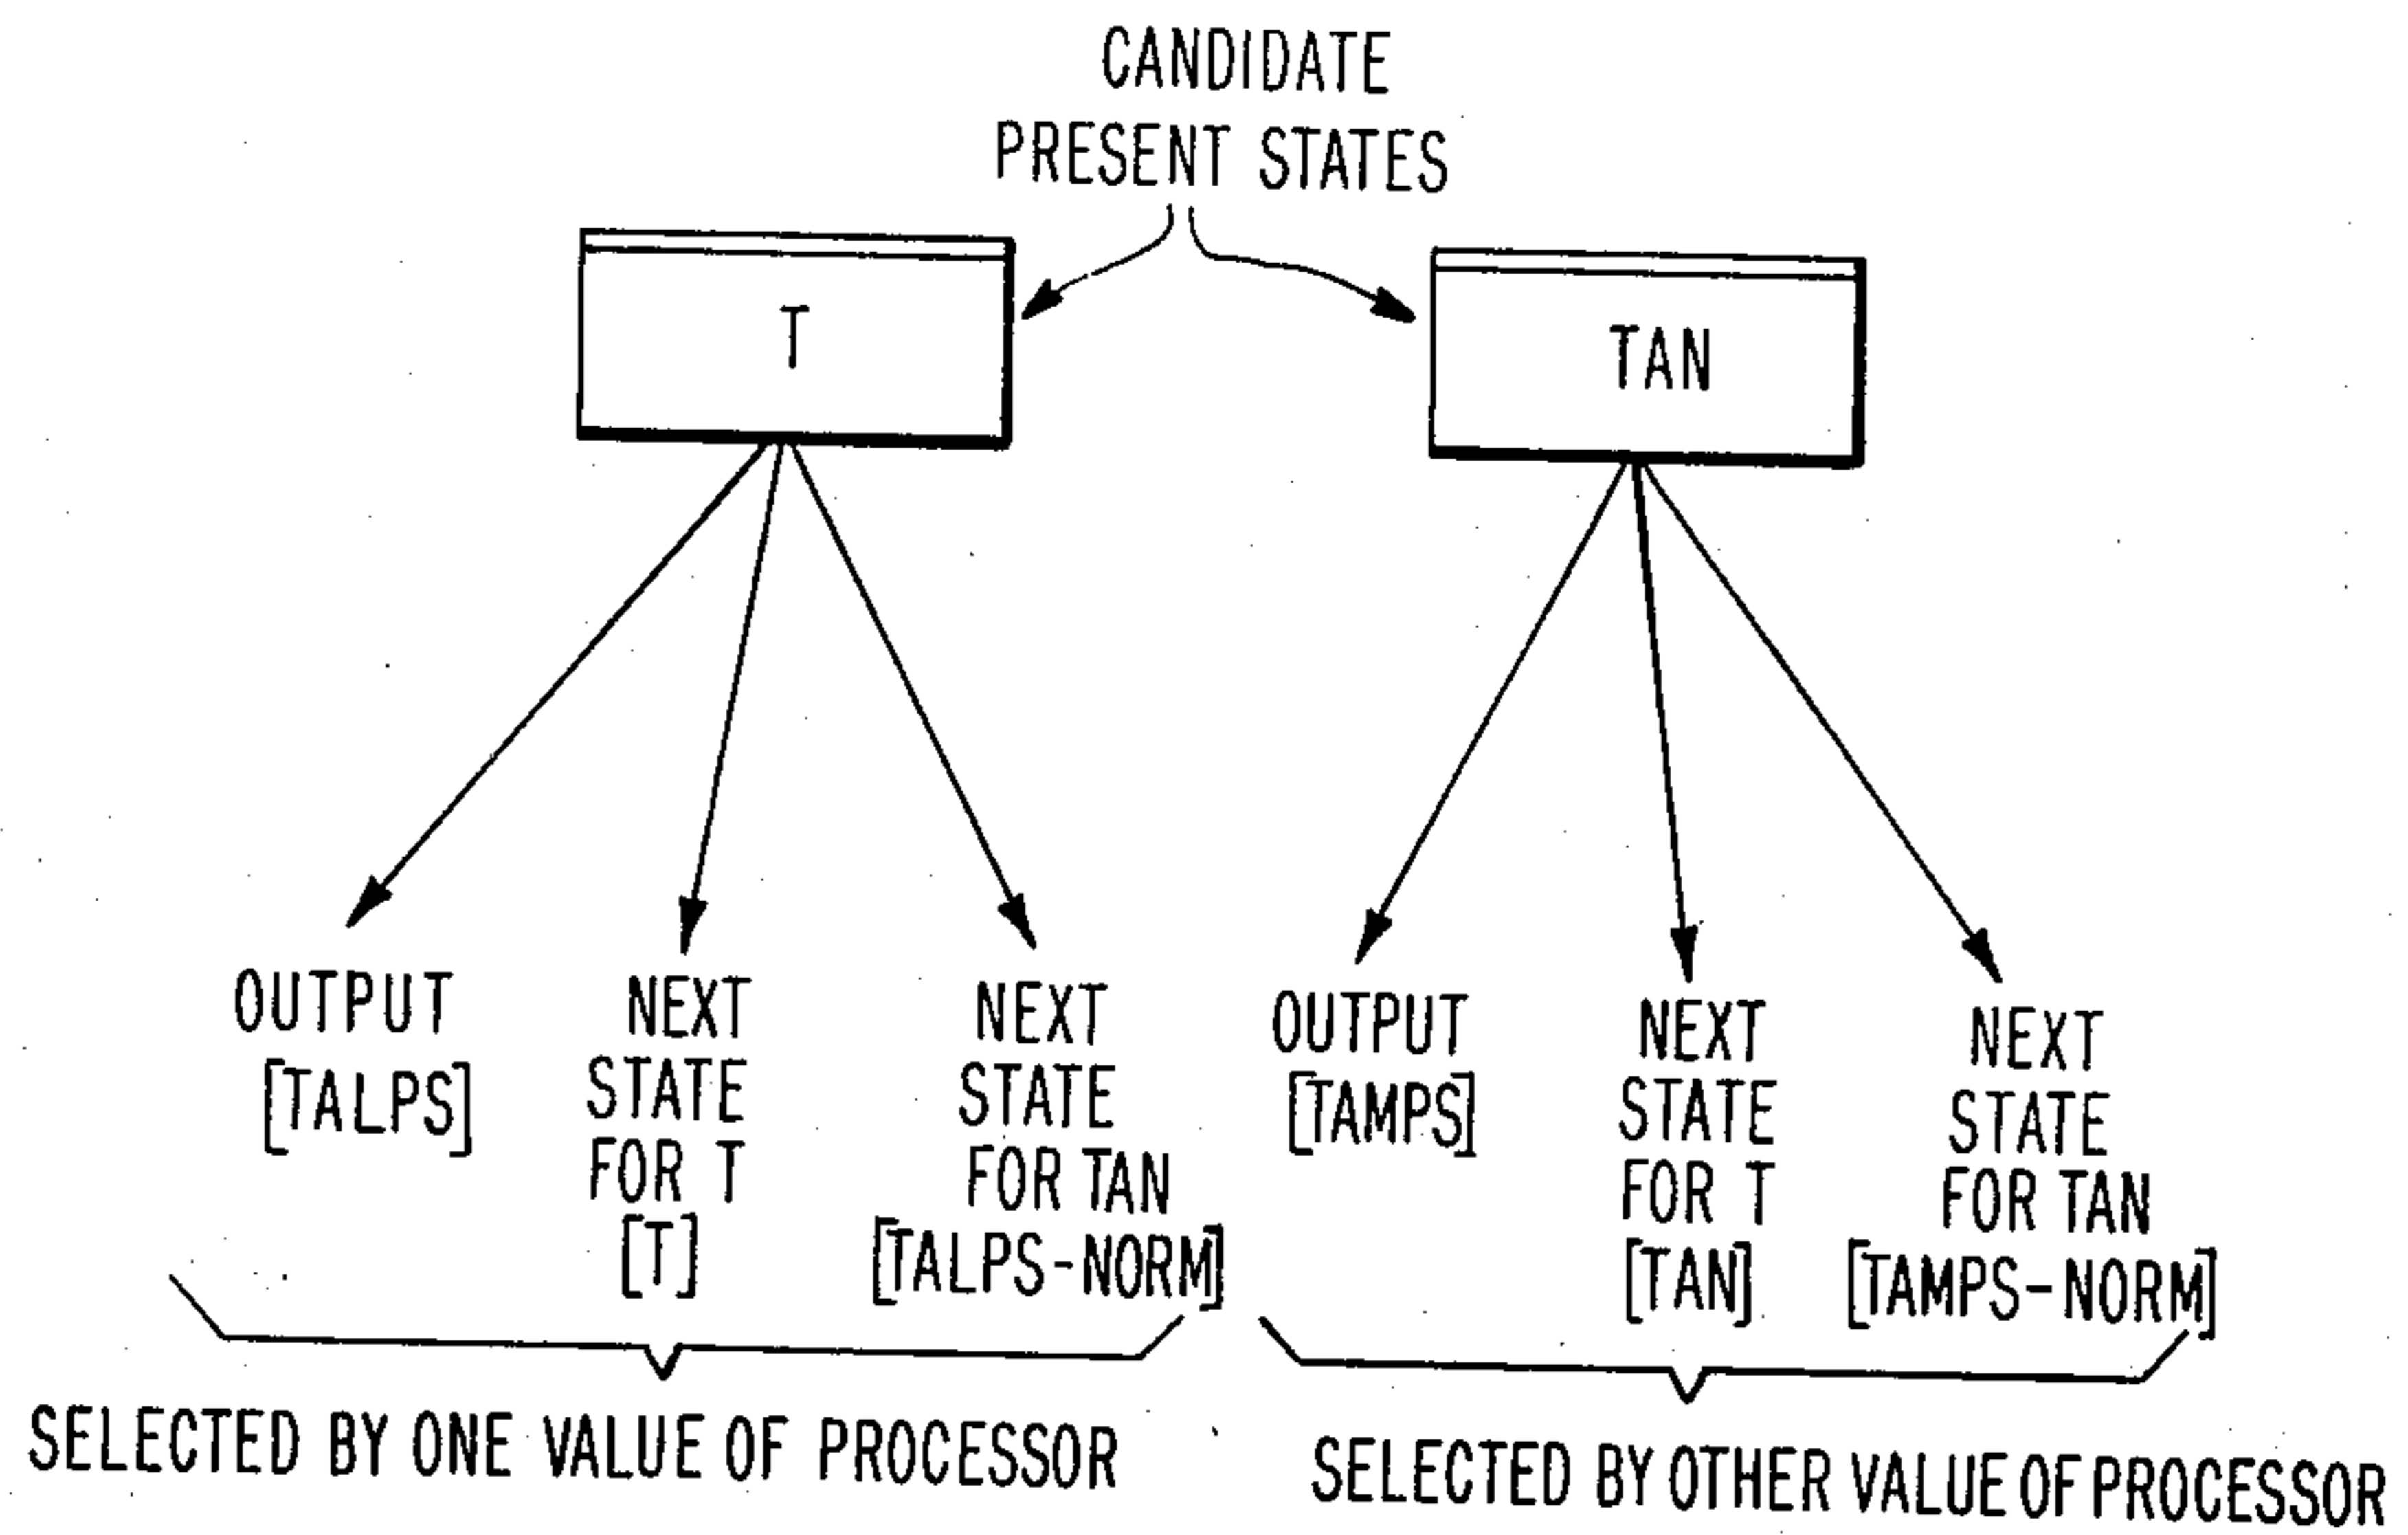 CANDIDATE
PRESENT STATES
T
TAN
OUTPUT
[TALPS]
NEXT
STATE
FOR T
[T]
NEXT
STATE
FOR TAN
[TALPS-NORM]
OUTPUT
[TAMPS]
NEXT
STATE
FOR T
[TAN]
NEXT
STATE
FOR TAN
[TAMPS-NORM]
SELECTED BY ONE VALUE OF PROCESSOR
SELECTED BY OTHER VALUE OF PROCESSOR